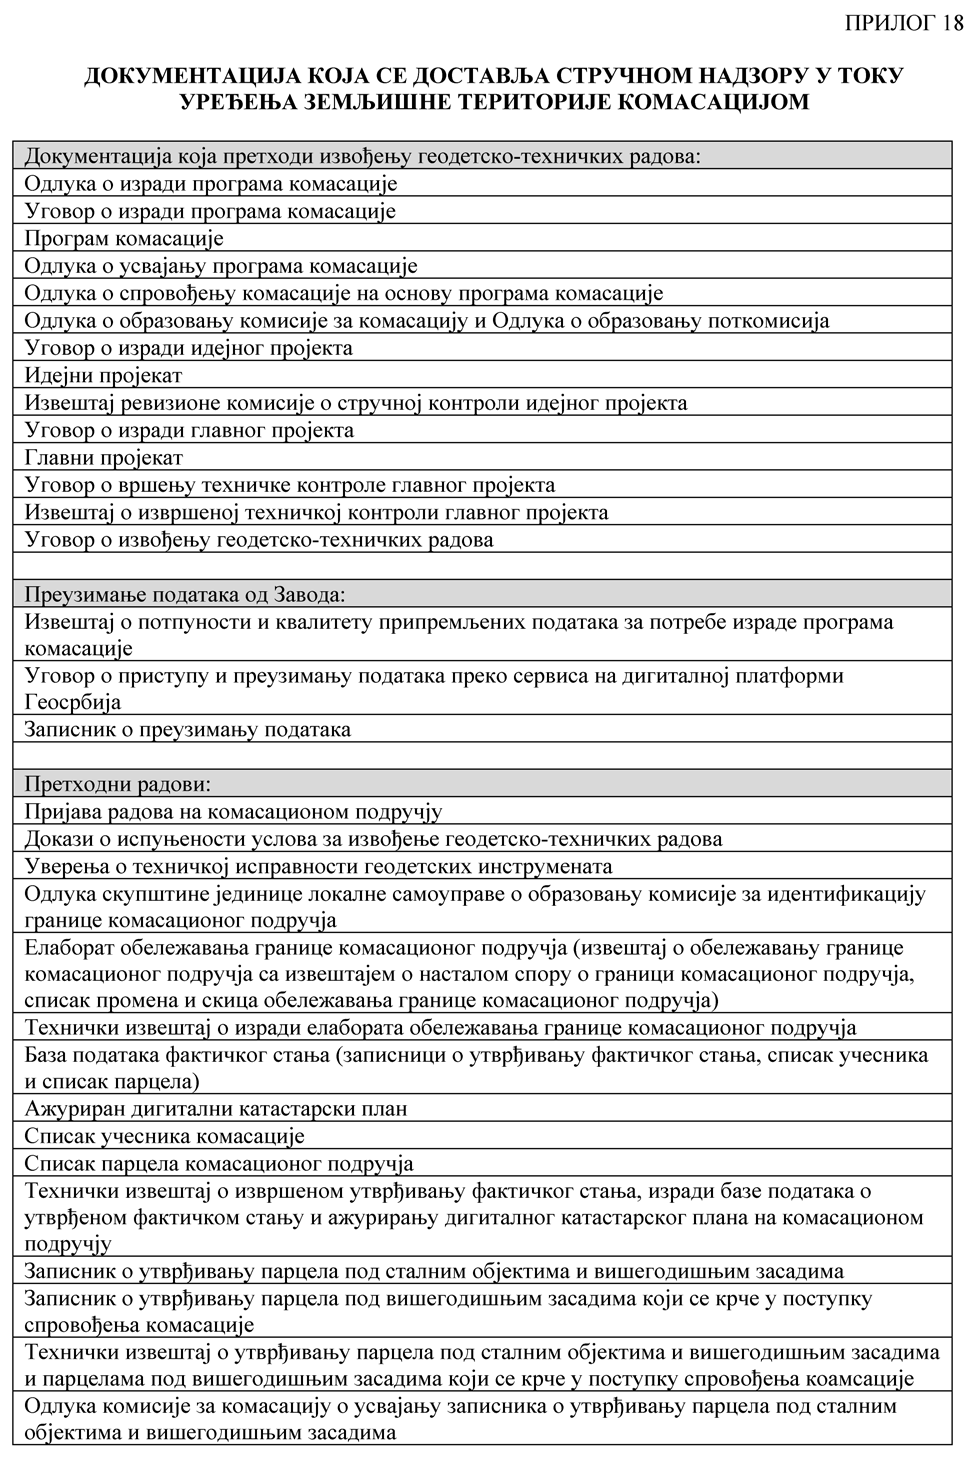 ПРИЛОГ 18
ДОКУМЕНТАЦИЈА КОЈА СЕ ДОСТАВЉА СТРУЧНОМ НАДЗОРУ У ТОКУ
УРЕЂЕЊА ЗЕМЉИШНЕ ТЕРИТОРИЈЕ КОМАСАЦИЈОМ
Документација која претходи извођењу геодетско-техничких радова:
Одлука о изради програма комасације
Уговор о изради програма комасације
Програм комасације
Одлука о усвајању програма комасације
Одлука о спровођењу комасације на основу програма комасације
Одлука о образовању комисије за комасацију и Одлука о образовању поткомисија
Уговор о изради идејног пројекта
Идејни пројекат
Извештај ревизионе комисије о стручној контроли идејног пројекта
Уговор о изради главног пројекта
Главни пројекат
Уговор о вршењу техничке контроле главног пројекта
Извештај о извршеној техничкој контроли главног пројекта
Уговор о извођењу геодетско-техничких радова
Преузимање података од Завода:
Извештај о потпуности и квалитету припремљених података за потребе израде програма
комасације
Уговор о приступу и преузимању података преко сервиса на дигиталној платформи
Геосрбија
Записник о преузимању података
Претходни радови:
Пријава радова на комасационом подручју
Докази о испуњености услова за извођење геодетско-техничких радова
Уверења о техничкој исправности геодетских инструмената
Одлука скупштине јединице локалне самоуправе о образовању комисије за идентификацију
границе комасационог подручја
Елаборат обележавања границе комасационог подручја (извештај о обележавању границе
комасационог подручја са извештајем о насталом спору о граници комасационог подручја,
списак промена и скица обележавања границе комасационог подручја)
Технички извештај о изради елабората обележавања границе комасационог подручја
База података фактичког стања (записници о утврђивању фактичког стања, списак учесника
и списак парцела)
Ажуриран дигитални катастарски план
Списак учесника комасације
Списак парцела комасационог подручја
Технички извештај о извршеном утврђивању фактичког стања, изради базе података о
утврђеном фактичком стању и ажурирању дигиталног катастарског плана на комасационом
подручју
Записник о утврђивању парцела под сталним објектима и вишегодишњим засадима
Записник о утврђивању парцела под вишегодишњим засадима који се крче у поступку
спровођења комасације
Технички извештај о утврђивању парцела под сталним објектима и вишегодишњим засадима
и парцелама под вишегодишњим засадима који се крче у поступку спровођења коамсације
Одлука комисије за комасацију о усвајању записника о утврђивању парцела под сталним
објектима и вишегодишњим засадима